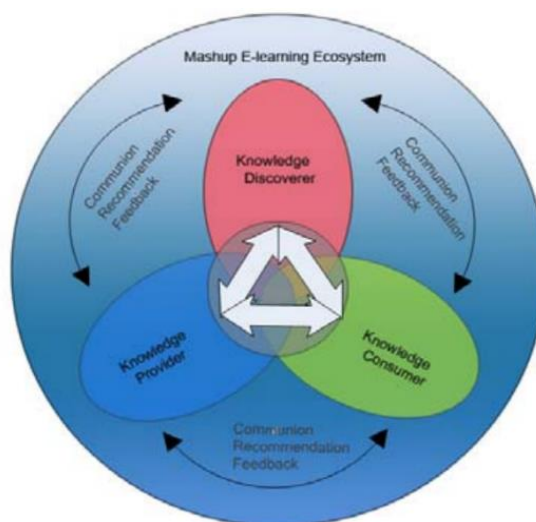 Mashup E-learning Ecosystem
Knowledge
Discoverer
Communion
Recommendation
Feedback
Communion
Recommendation
Feedback
Knowledge
Provider
Knowledge
Consumer
Communion
Recommendation
Feedback